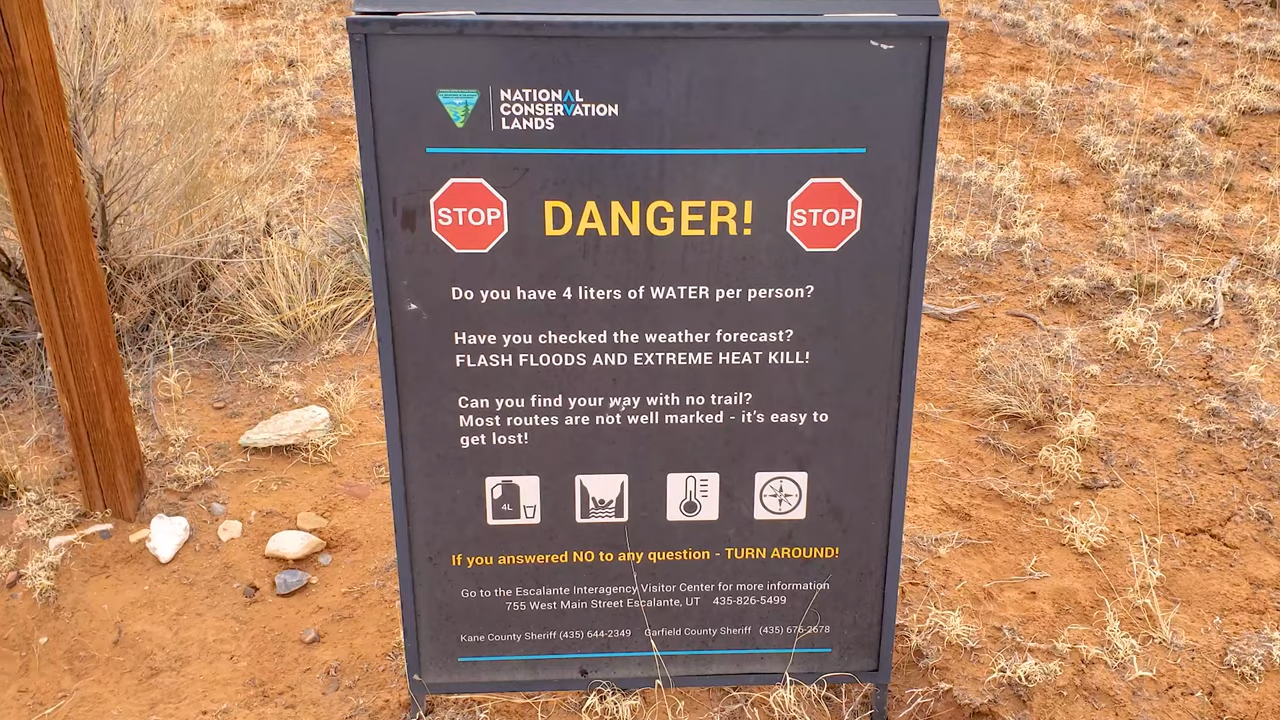 NATIONAL
CONSERVATION
LANDS
STOP
DANGER!
STOP
Do you have 4 liters of WATER per person?
Have you checked the weather forecast?
FLASH FLOODS AND EXTREME HEAT KILL!
Can you find your way with no trail?
Most routes are not well marked - it's easy to
get lost!
4L
If you answered NO to any question - TURN AROUND!
Go to the Escalante Interagency Visitor Center for more information
755 West Main Street Escalante, UT 435-826-5499
Kane County Sheriff (435) 644-2349 Garfield County Sheriff (435) 676-2678